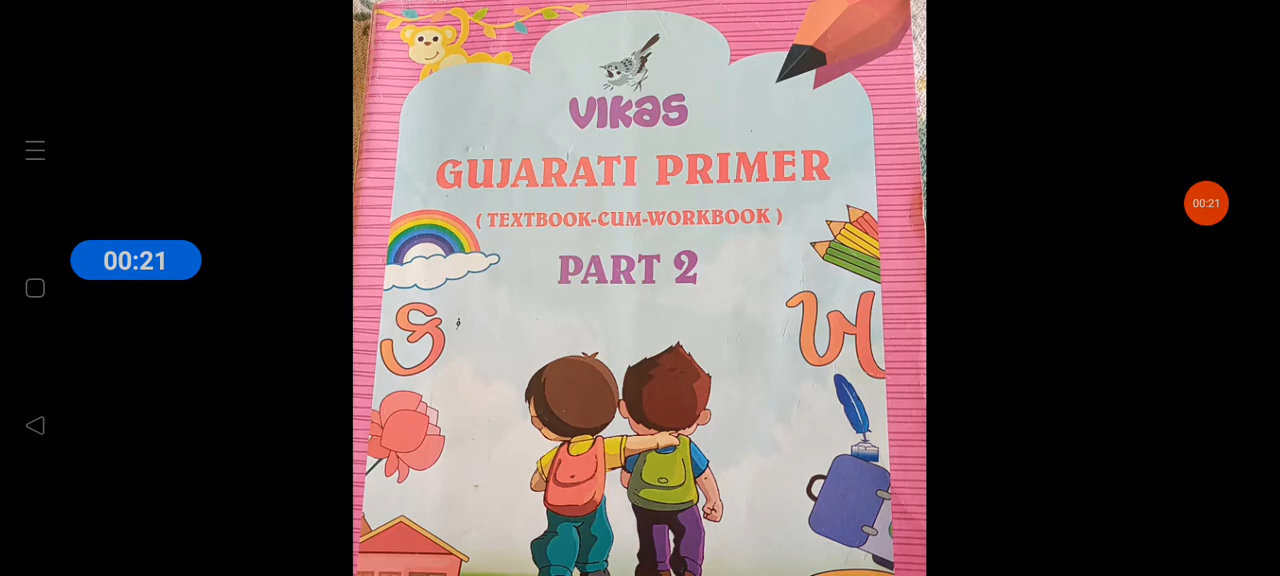 VIKAS
GUJARATI PRIMER
( TEXTBOOK-CUM-WORKBOOK )
PART 2
00:21
00:21
ક
ખ